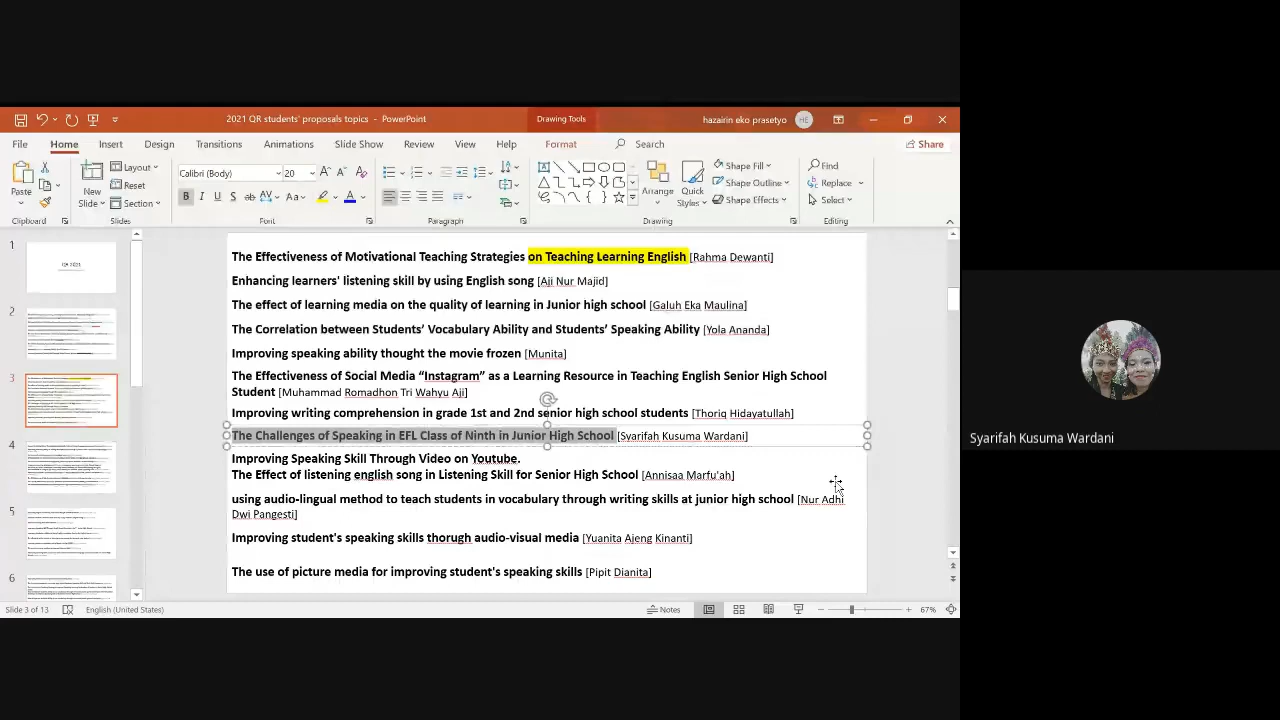 2021 QR students' proposals topics - PowerPoint
Drawing Tools
hazairin eko prasetyo
HE
File Home Insert Design Transitions Animations Slide Show Review View Help Format Search Share
Paste
Clipboard
New Slide
Layout
Reset
Section
Slides
Calibri (Body) 20
Font
Paragraph
Arrange
Quick Styles
Shape Fill
Shape Outline
Shape Effects
Drawing
Find
Replace
Select
Editing
1
2
3
4
5
6
The Effectiveness of Motivational Teaching Strategies on Teaching Learning English [Rahma Dewanti]
Enhancing learners' listening skill by using English song [Aji Nur Majid]
The effect of learning media on the quality of learning in Junior high school [Galuh Eka Maulina]
The Correlation between Students' Vocabulary Ability and Students' Speaking Ability [Yola amanda]
Improving speaking ability thought the movie frozen [Munita]
The Effectiveness of Social Media “Instagram” as a Learning Resource in Teaching English Senior High School
Student [Muhammad Romadhon Tri Wahyu Aji]
Improving writing comprehension in grade 1st and 2nd senior high school students [Thoriq
The Challenges of Speaking in EFL Class of Ninth in Junior High School [Syarifah Kusuma Wardani]
Improving Speaking Skill Through Video on Youtube
The Effect of listening english song in Listening Skill for Senior High School [Annisaa Marfu'ah]
using audio-lingual method to teach students in vocabulary through writing skills at junior high school [Nur Adhi
Dwi Pangesti]
Improving student's speaking skills thorugh audio-visual media [Yuanita Ajeng Kinanti]
The use of picture media for improving student's speaking skills [Pipit Dianita]
Syarifah Kusuma Wardani
Slide 3 of 13 English (United States) Notes 67%